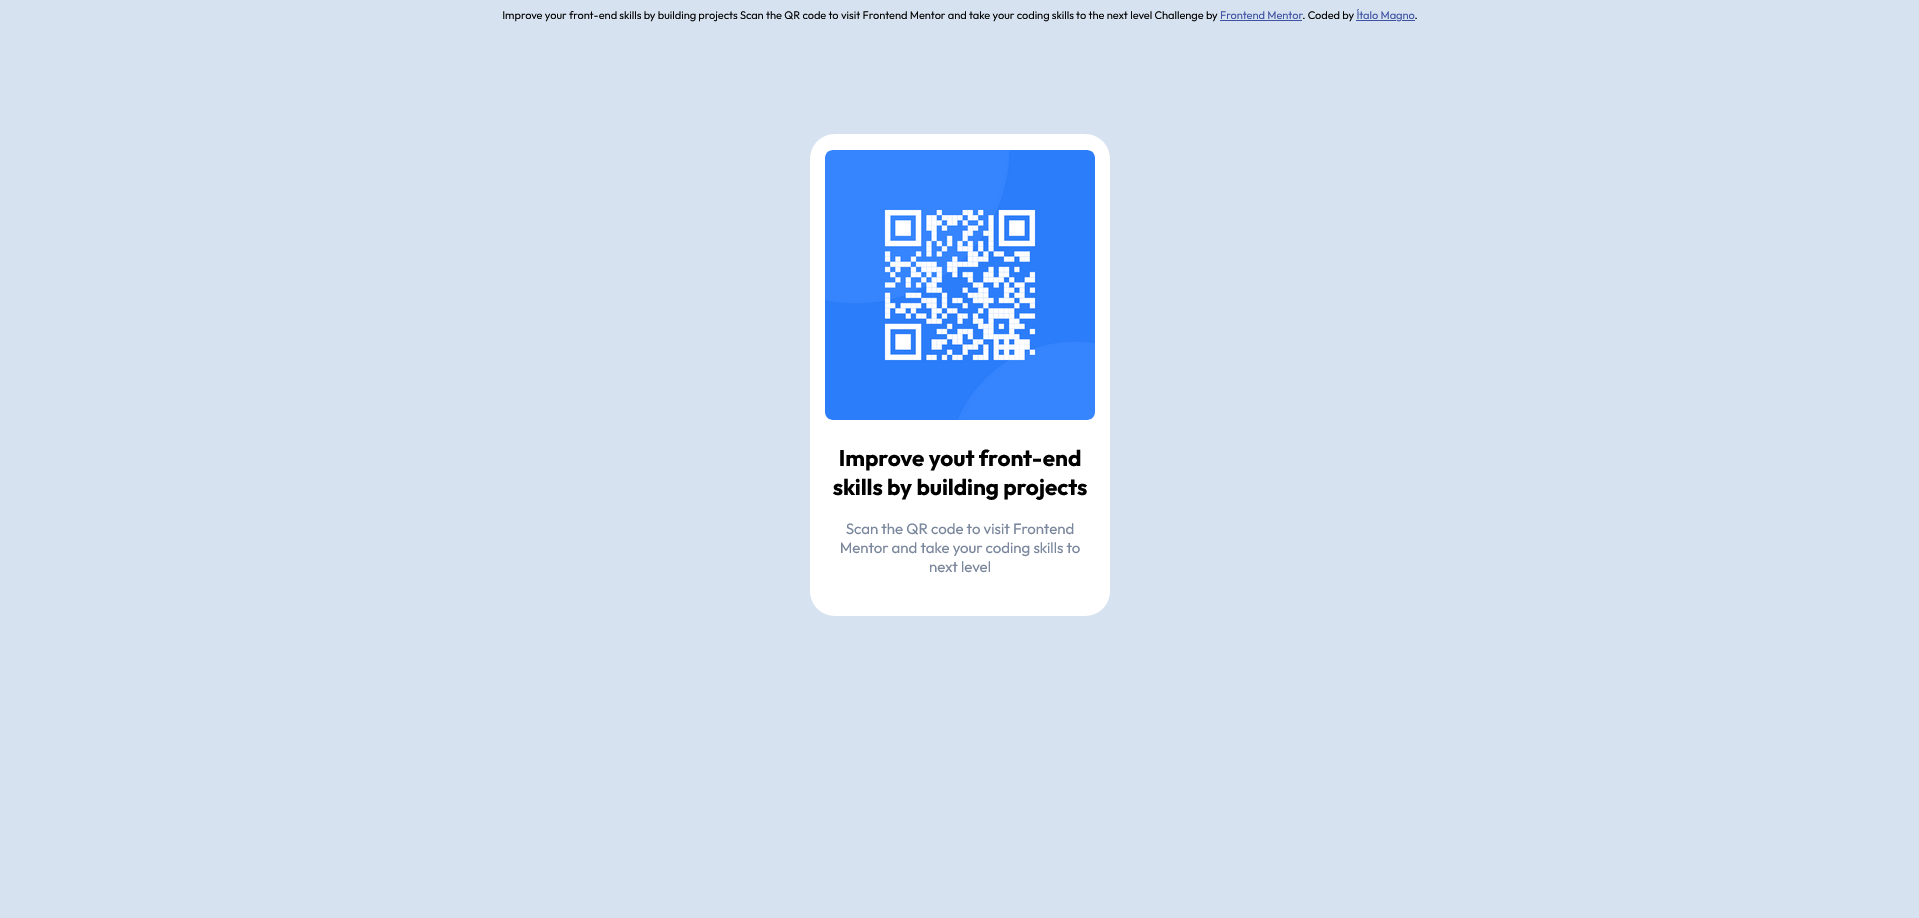 Improve your front-end skills by building projects Scan the QR code to visit Frontend Mentor and take your coding skills to the next level Challenge by Frontend Mentor. Coded by Ítalo Magno.
Improve yout front-end
skills by building projects
Scan the QR code to visit Frontend
Mentor and take your coding skills to
next level